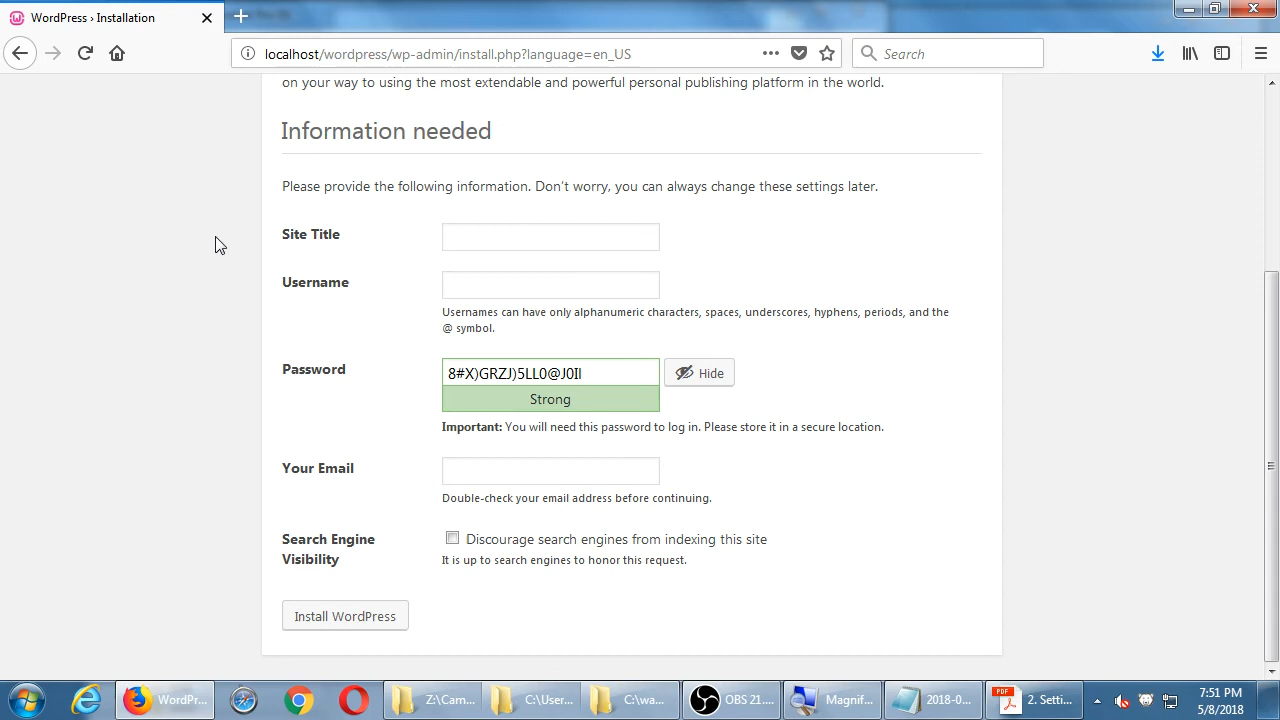 WordPress › Installation
localhost/wordpress/wp-admin/install.php?language=en_US
Search
on your way to using the most extendable and powerful personal publishing platform in the world.
Information needed
Please provide the following information. Don’t worry, you can always change these settings later.
Site Title
Username
Usernames can have only alphanumeric characters, spaces, underscores, hyphens, periods, and the
@ symbol.
Password
Hide
Strong
Important: You will need this password to log in. Please store it in a secure location.
Your Email
Double-check your email address before continuing.
Search Engine
Visibility
Discourage search engines from indexing this site
It is up to search engines to honor this request.
Install WordPress
WordPr...
Z:\Cam...
C:\User...
C:\wa...
OBS 21....
Magnif...
2018-0...
PDF
2. Setti...
7:51 PM
5/8/2018